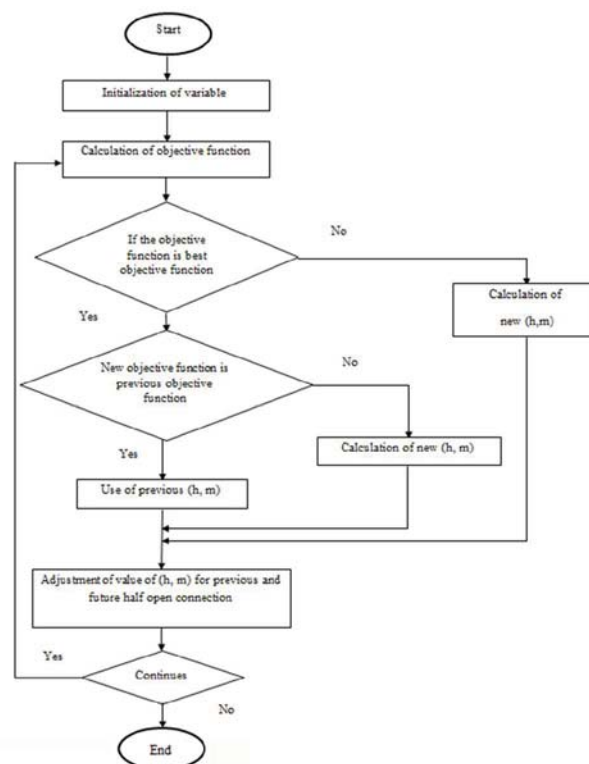 Start
Initialization of variable
Calculation of objective function
If the objective
function is best
objective function
No
Calculation of
new (h,m)
Yes
New objective function is
previous objective
function
No
Calculation of new (h, m)
Yes
Use of previous (h, m)
Adjustment of value of (h, m) for previous and
future half open connection
Yes
Continues
No
End